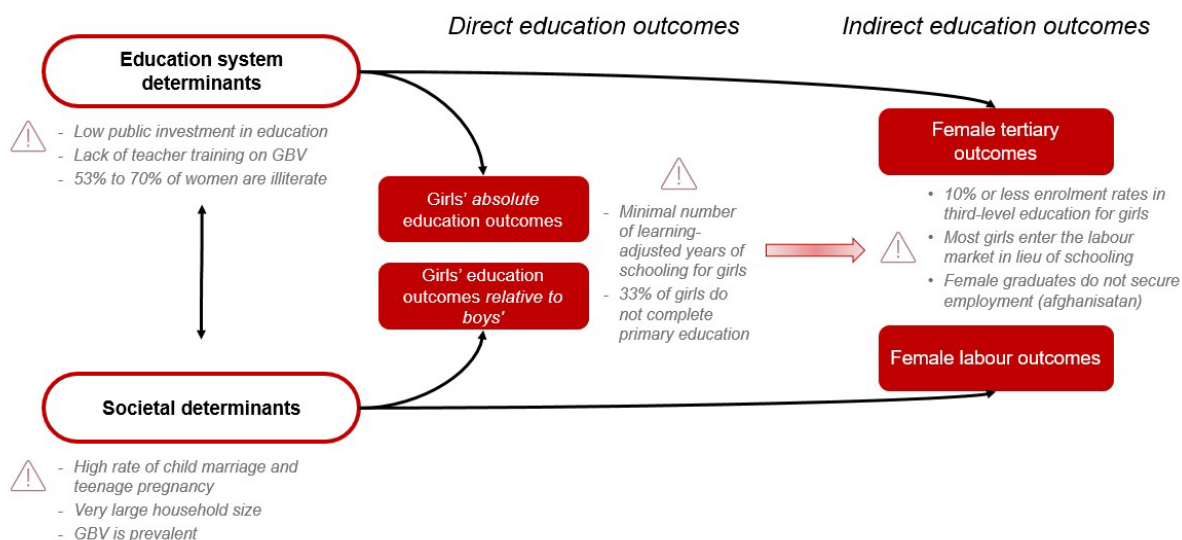 Direct education outcomes
Indirect education outcomes
Education system
determinants
- Low public investment in education
- Lack of teacher training on GBV
- 53% to 70% of women are illiterate
Girls' absolute
education outcomes
Girls' education
outcomes relative to
boys'
- Minimal number
of learning-
adjusted years of
schooling for girls
- 33% of girls do
not complete
primary education
Female tertiary
outcomes
• 10% or less enrolment rates in
third-level education for girls
• Most girls enter the labour
market in lieu of schooling
• Female graduates do not secure
employment (afghanisatan)
Female labour outcomes
Societal determinants
- High rate of child marriage and
teenage pregnancy
- Very large household size
- GBV is prevalent